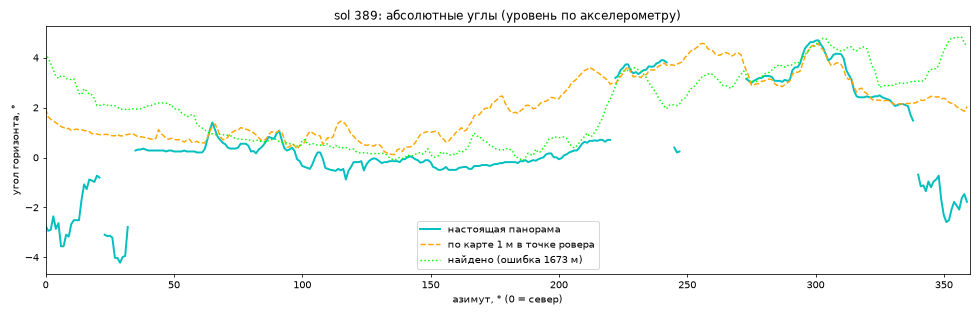 sol 389: абсолютные углы (уровень по акселерометру)
угол горизонта, °
4
2
0
−2
−4
настоящая панорама
по карте 1 м в точке ровера
найдено (ошибка 1673 м)
0 50 100 150 200 250 300 350
азимут, ° (0 = север)